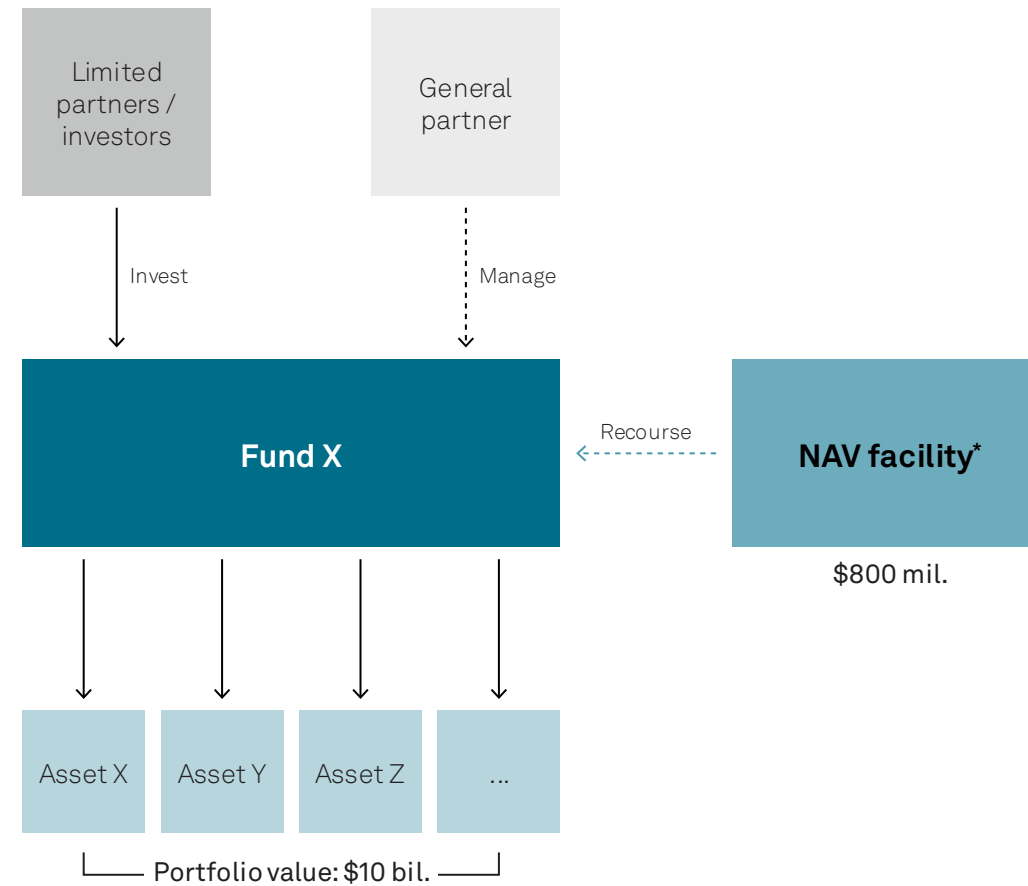 Limited
partners /
investors
General
partner
Invest
Manage
Fund X
Recourse
NAV facility*
$800 mil.
Asset X
Asset Y
Asset Z
...
Portfolio value: $10 bil.